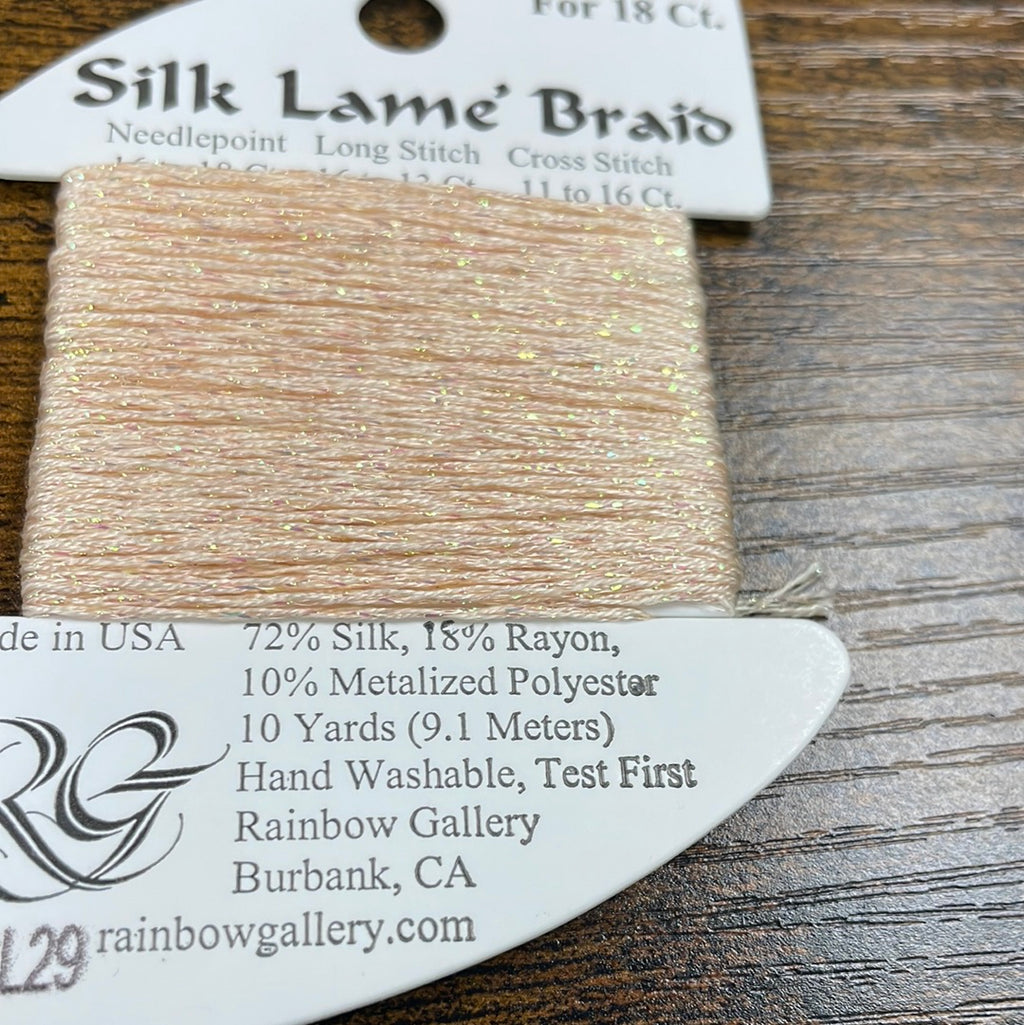 For 18 Ct.
Silk Lame' Braid
Needlepoint Long Stitch Cross Stitch
11 to 16 Ct.
de in USA
72% Silk, 18% Rayon,
10% Metalized Polyester
10 Yards (9.1 Meters)
Hand Washable, Test First
RG
Rainbow Gallery
Burbank, CA
rainbowgallery.com
L29